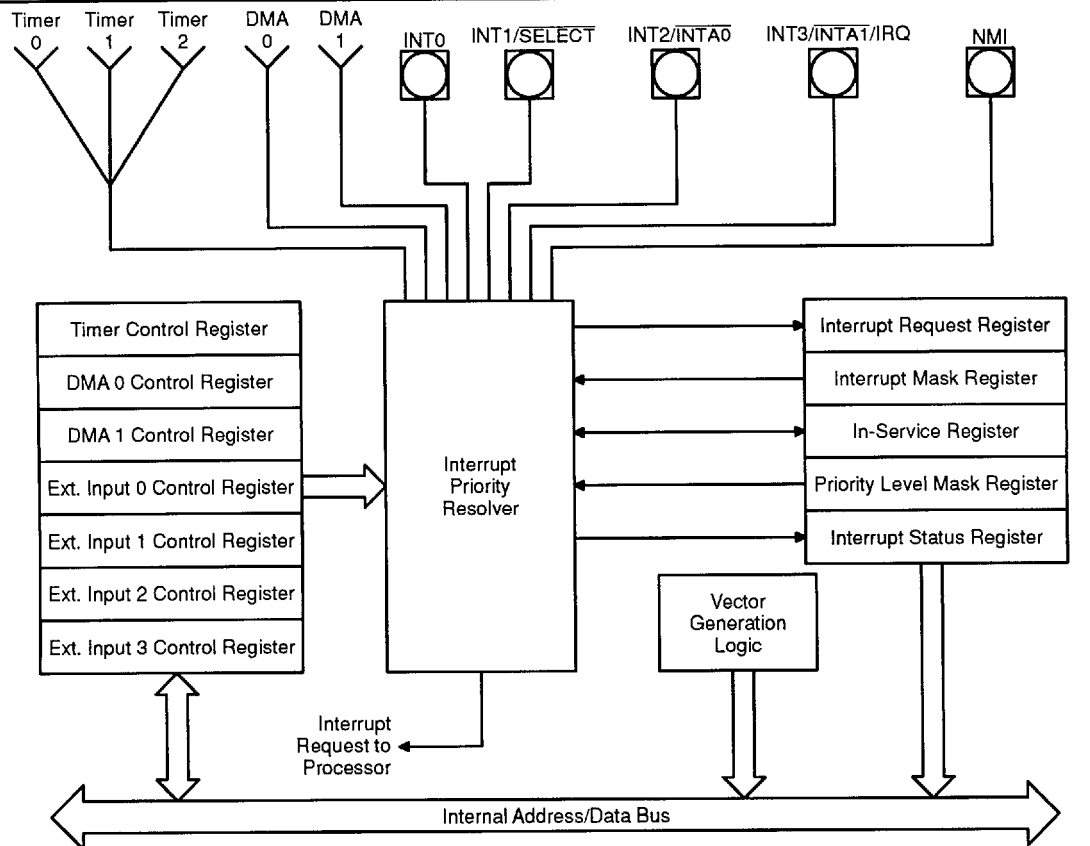 Timer 0
Timer 1
Timer 2
DMA 0
DMA 1
INT0
INT1/S̅E̅L̅E̅C̅T̅
INT2/I̅N̅T̅A̅0̅
INT3/I̅N̅T̅A̅1̅/IRQ
NMI
Timer Control Register
DMA 0 Control Register
DMA 1 Control Register
Ext. Input 0 Control Register
Ext. Input 1 Control Register
Ext. Input 2 Control Register
Ext. Input 3 Control Register
Interrupt
Priority
Resolver
Interrupt Request Register
Interrupt Mask Register
In-Service Register
Priority Level Mask Register
Interrupt Status Register
Vector
Generation
Logic
Interrupt
Request to
Processor
Internal Address/Data Bus